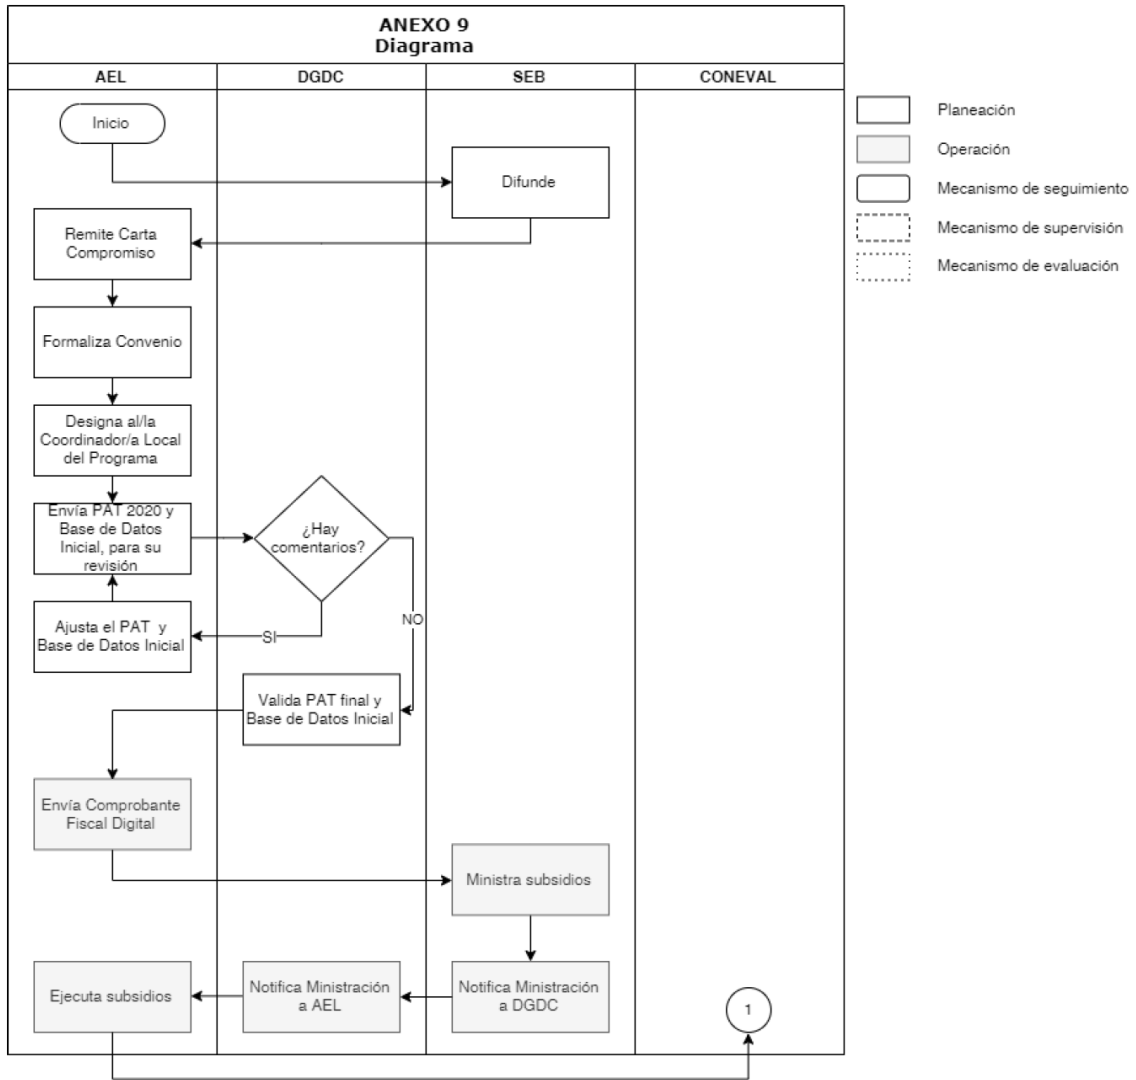 ANEXO 9
Diagrama
AEL
DGDC
SEB
CONEVAL
Inicio
Planeación
Operación
Mecanismo de seguimiento
Mecanismo de supervisión
Mecanismo de evaluación
Difunde
Remite Carta
Compromiso
Formaliza Convenio
Designa al/la
Coordinador/a Local
del Programa
Envía PAT 2020 y
Base de Datos
Inicial, para su
revisión
¿Hay
comentarios?
NO
SI
Ajusta el PAT y
Base de Datos Inicial
Valida PAT final y
Base de Datos Inicial
Envía Comprobante
Fiscal Digital
Ministra subsidios
Ejecuta subsidios
Notifica Ministración
a AEL
Notifica Ministración
a DGDC
1